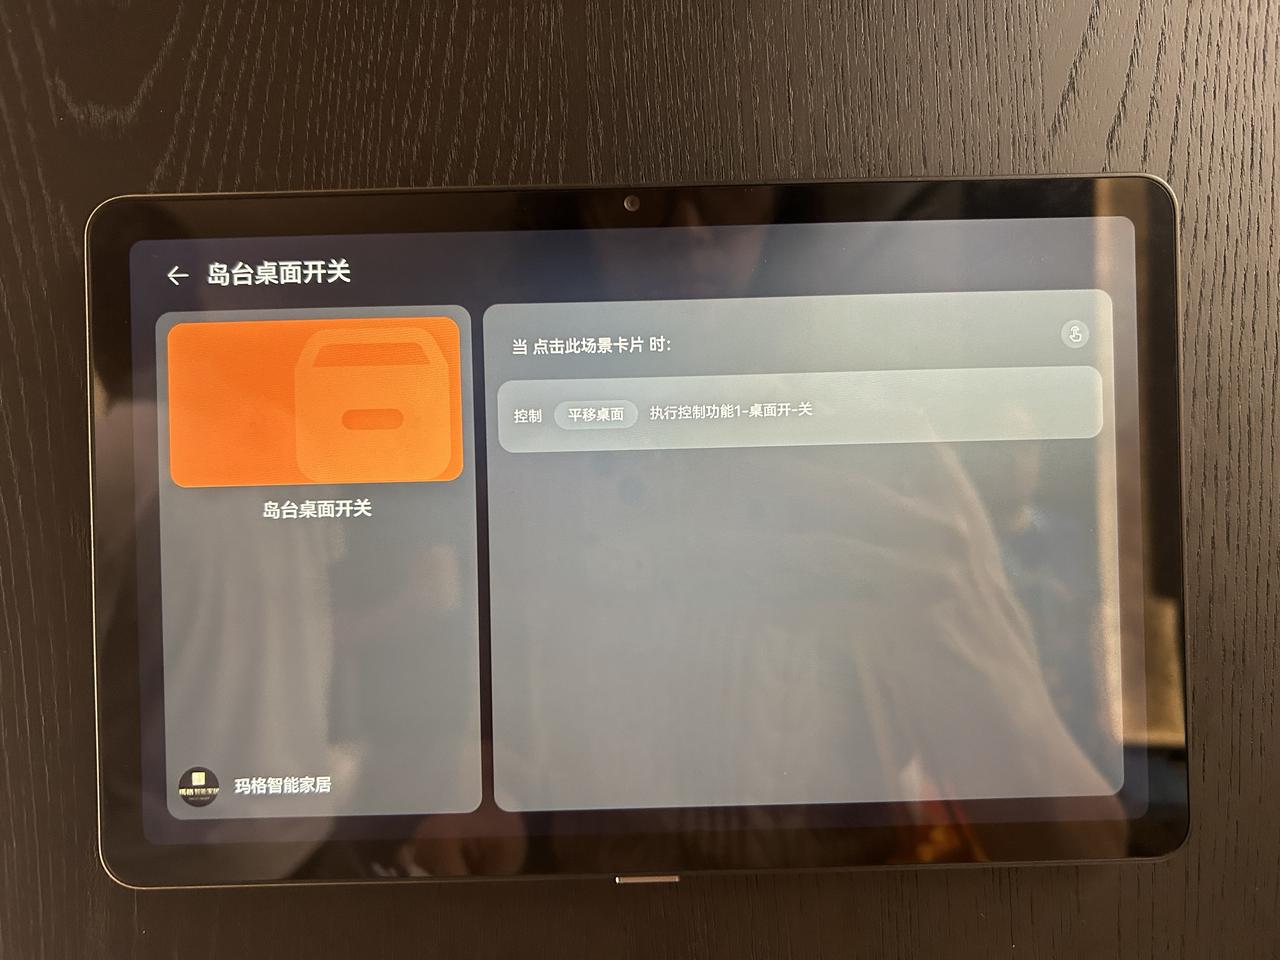 岛台桌面开关
岛台桌面开关
玛格智能家居
当 点击此场景卡片 时:
控制 平移桌面 执行控制功能1-桌面开-关